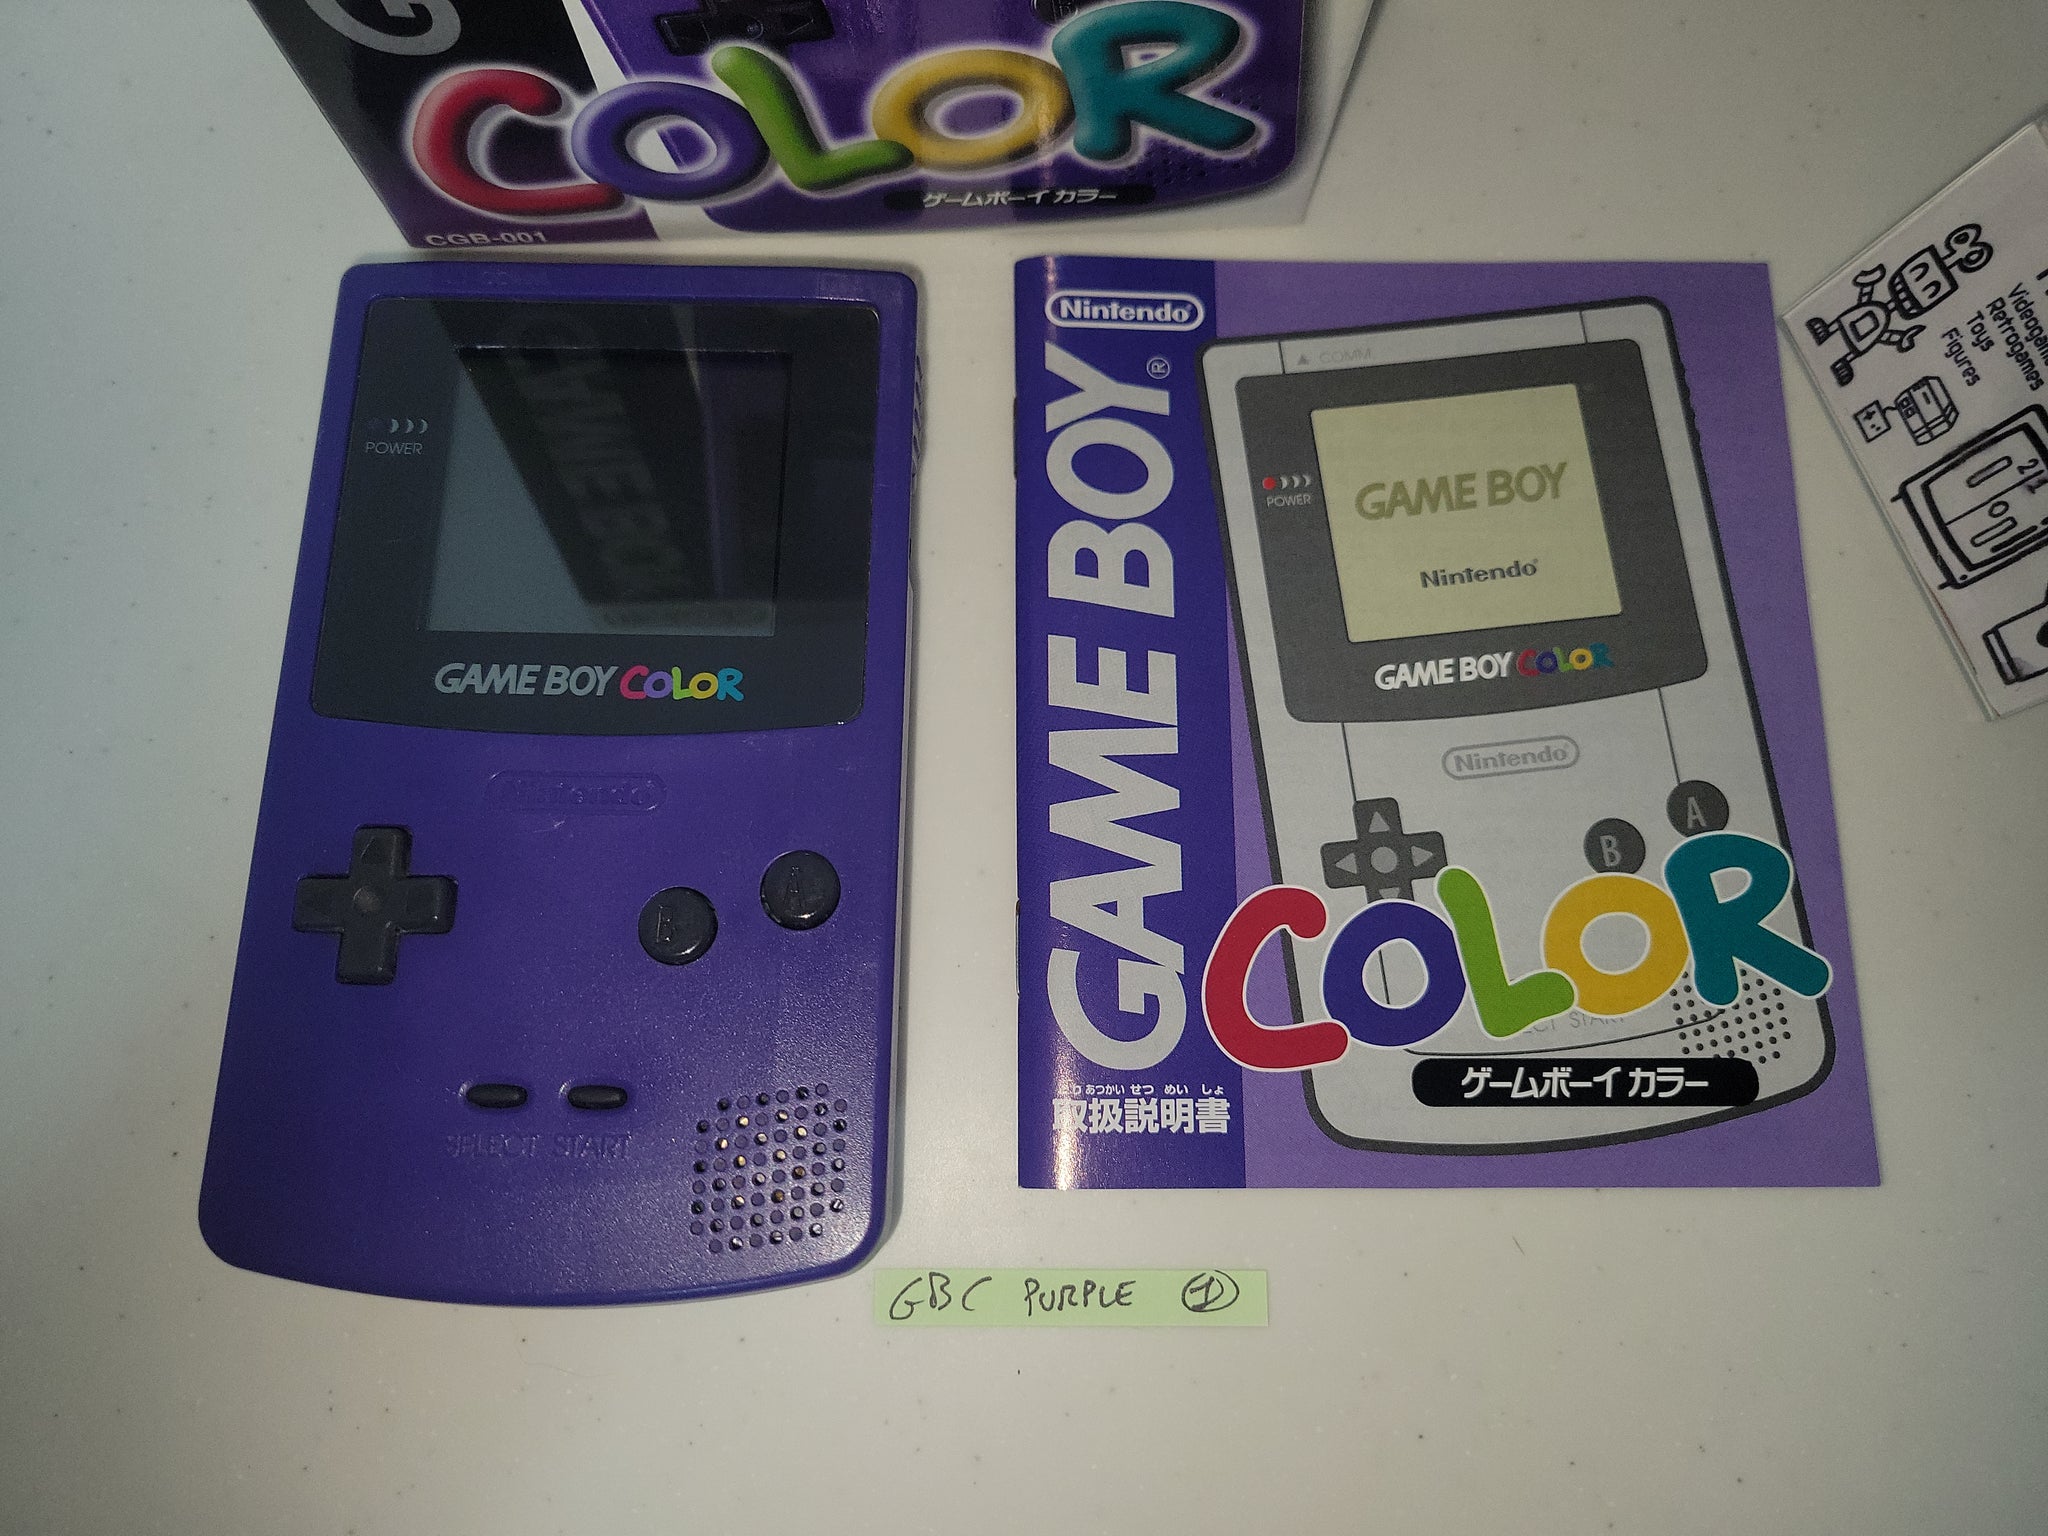 COLOR
ゲームボーイ カラー
CGB-001
POWER
GAME BOY COLOR
Nintendo
B
A
SELECT START
Nintendo
GAME BOY®
とりあつかい せつ めい しょ
取扱説明書
▲ COMM
POWER
GAME BOY
Nintendo
GAME BOY COLOR
Nintendo
A
B
COLOR
ゲームボーイ カラー
GBC PURPLE ①
Retrogames
Toys
Figures